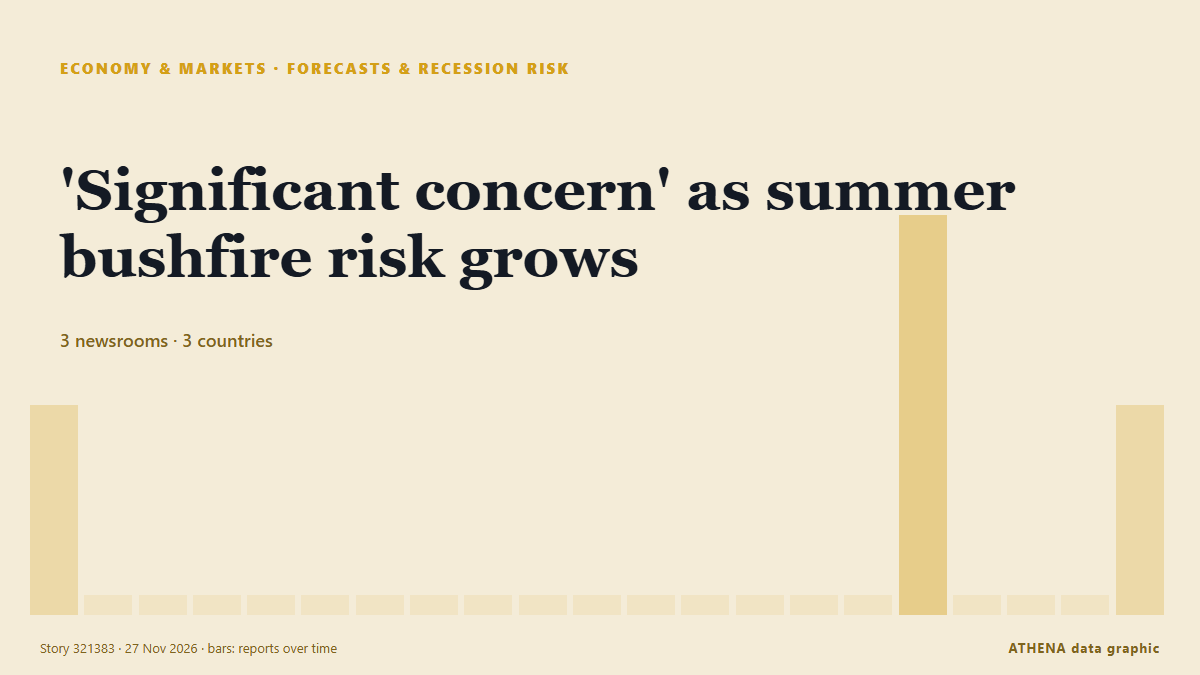 ECONOMY & MARKETS · FORECASTS & RECESSION RISK
'Significant concern' as summer
bushfire risk grows
3 newsrooms · 3 countries
Story 321383 · 27 Nov 2026 · bars: reports over time
ATHENA data graphic